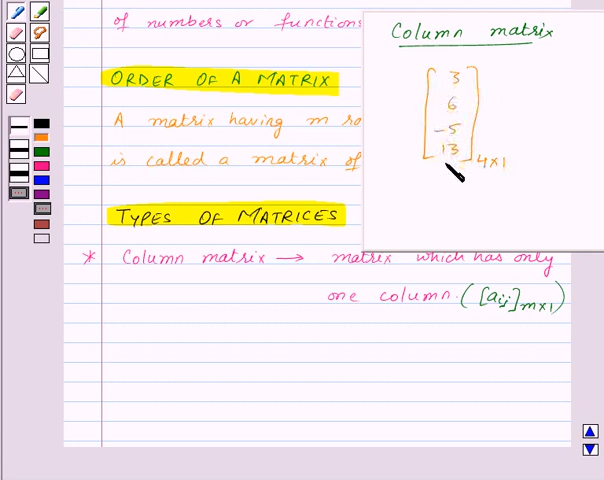 of numbers or functions
ORDER OF A MATRIX
A matrix having m ro
is called a matrix of
TYPES OF MATRICES
* Column matrix → matrix which has only
one column. ([aij]m×1)
Column matrix
3
6
-5
13
4×1